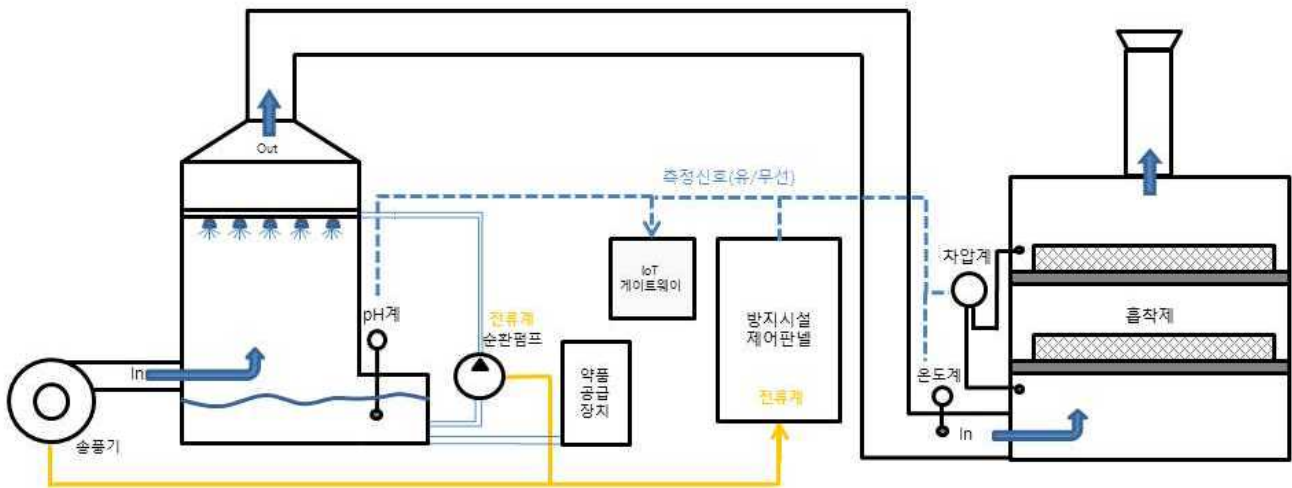 Out
측정신호(유/무선)
IoT
게이트웨이
차압계
pH계
전류계
순환펌프
방지시설
제어판넬
흡착제
In
약품
공급
장치
전류계
온도계
In
송풍기